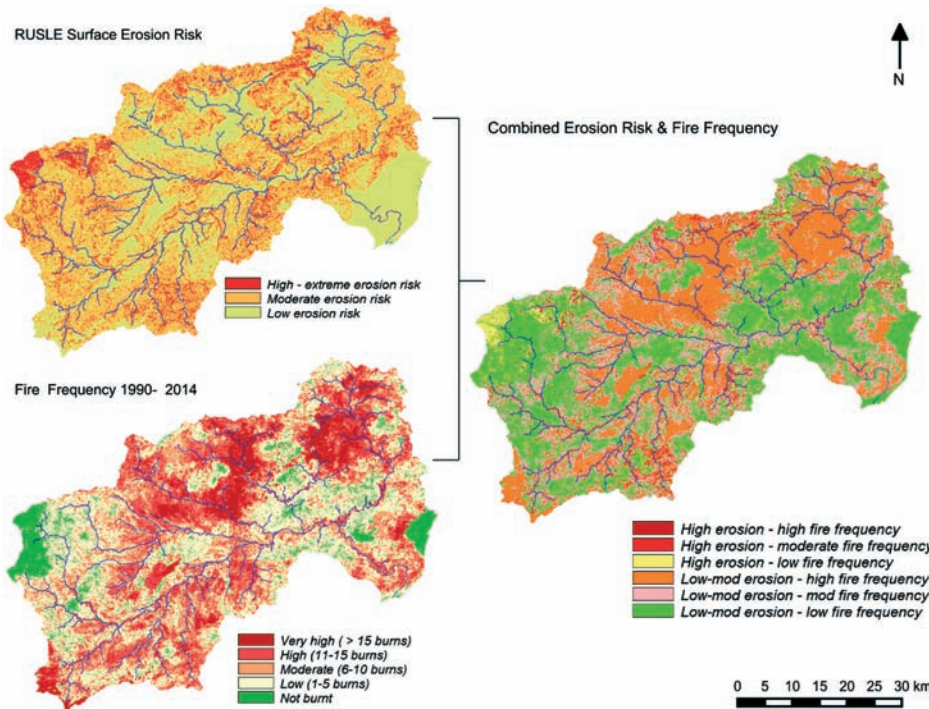 RUSLE Surface Erosion Risk
N
Combined Erosion Risk & Fire Frequency
High - extreme erosion risk
Moderate erosion risk
Low erosion risk
Fire Frequency 1990- 2014
Very high ( > 15 burns)
High (11-15 burns)
Moderate (6-10 burns)
Low (1-5 burns)
Not burnt
High erosion - high fire frequency
High erosion - moderate fire frequency
High erosion - low fire frequency
Low-mod erosion - high fire frequency
Low-mod erosion - mod fire frequency
Low-mod erosion - low fire frequency
0 5 10 15 20 25 30 km